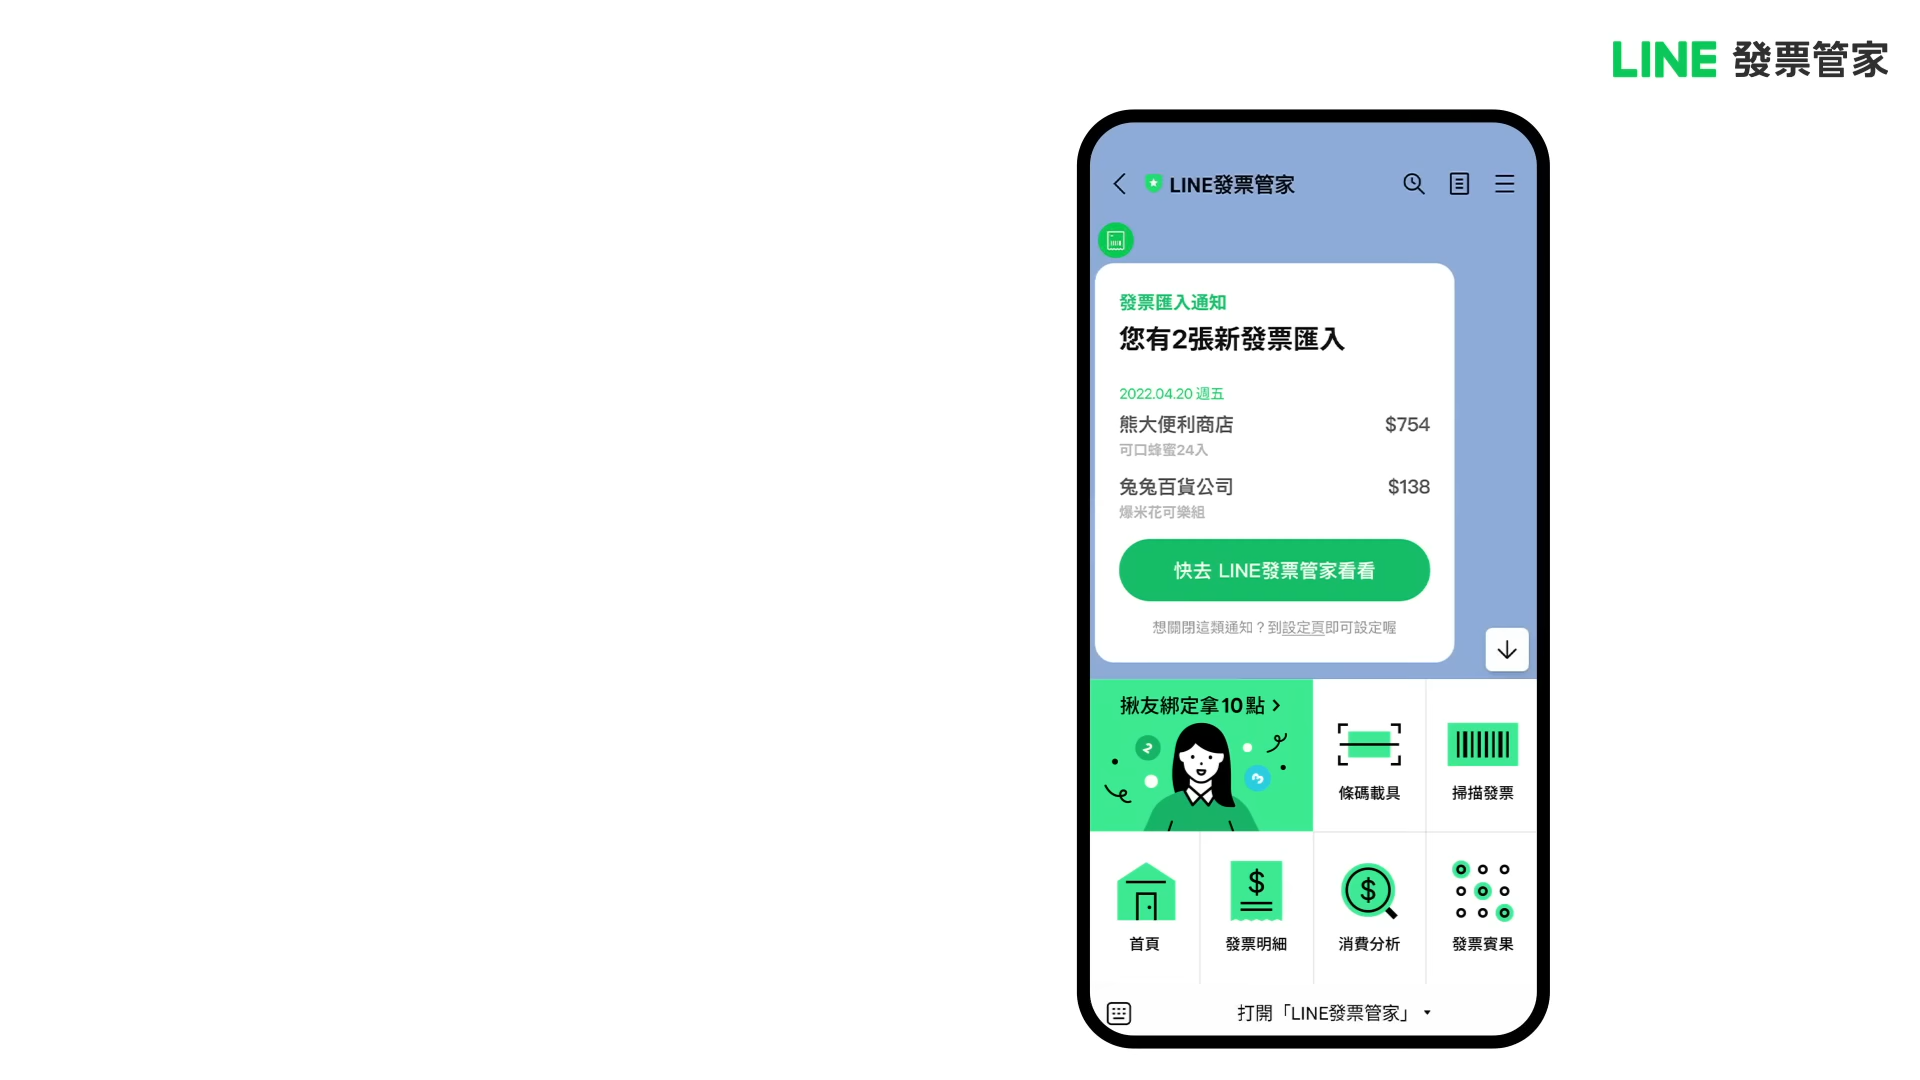 LINE 發票管家
LINE發票管家
發票匯入通知
您有2張新發票匯入
2022.04.20 週五
熊大便利商店 $754
可口蜂蜜24入
兔兔百貨公司 $138
爆米花可樂組
快去 LINE發票管家看看
想關閉這類通知？到設定頁即可設定喔
揪友綁定拿10點
2
3
條碼載具
掃描發票
$
$
首頁
發票明細
消費分析
發票賓果
打開「LINE發票管家」